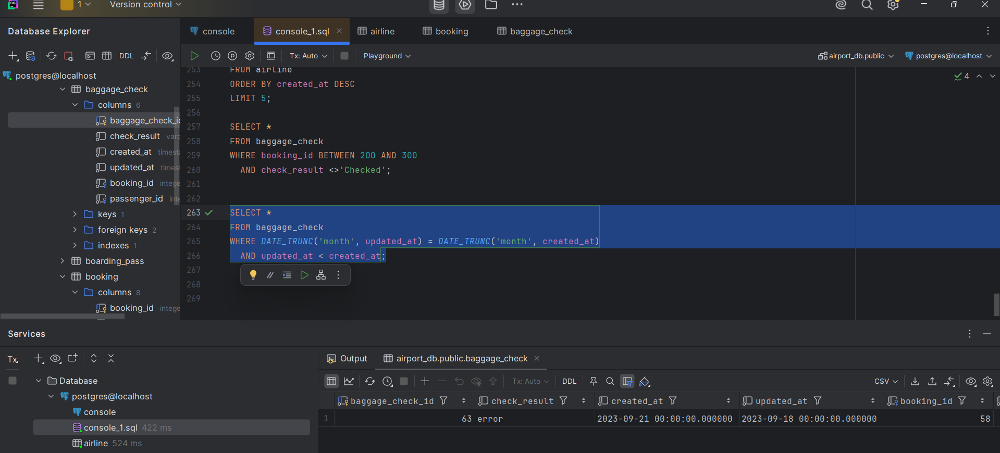 1
Version control
Database Explorer
console
console_1.sql
airline
booking
baggage_check
DDL
Tx: Auto
Playground
airport_db.public
postgres@localhost
postgres@localhost
baggage_check
columns 6
baggage_check_id
check_result varc
created_at timest
updated_at times
booking_id intege
passenger_id inte
keys 1
foreign keys 2
indexes 1
boarding_pass
booking
columns 8
booking_id intege
4
253 FROM airline
254 ORDER BY created_at DESC
255 LIMIT 5;
256
257 SELECT *
258 FROM baggage_check
259 WHERE booking_id BETWEEN 200 AND 300
260 AND check_result <>'Checked';
261
262
263 SELECT *
264 FROM baggage_check
265 WHERE DATE_TRUNC('month', updated_at) = DATE_TRUNC('month', created_at)
266 AND updated_at < created_at;
267
268
269
Services
Tx
Database
postgres@localhost
console
console_1.sql 422 ms
airline 524 ms
Output
airport_db.public.baggage_check
Tx: Auto
DDL
CSV
baggage_check_id check_result created_at updated_at booking_id
1 63 error 2023-09-21 00:00:00.000000 2023-09-18 00:00:00.000000 58